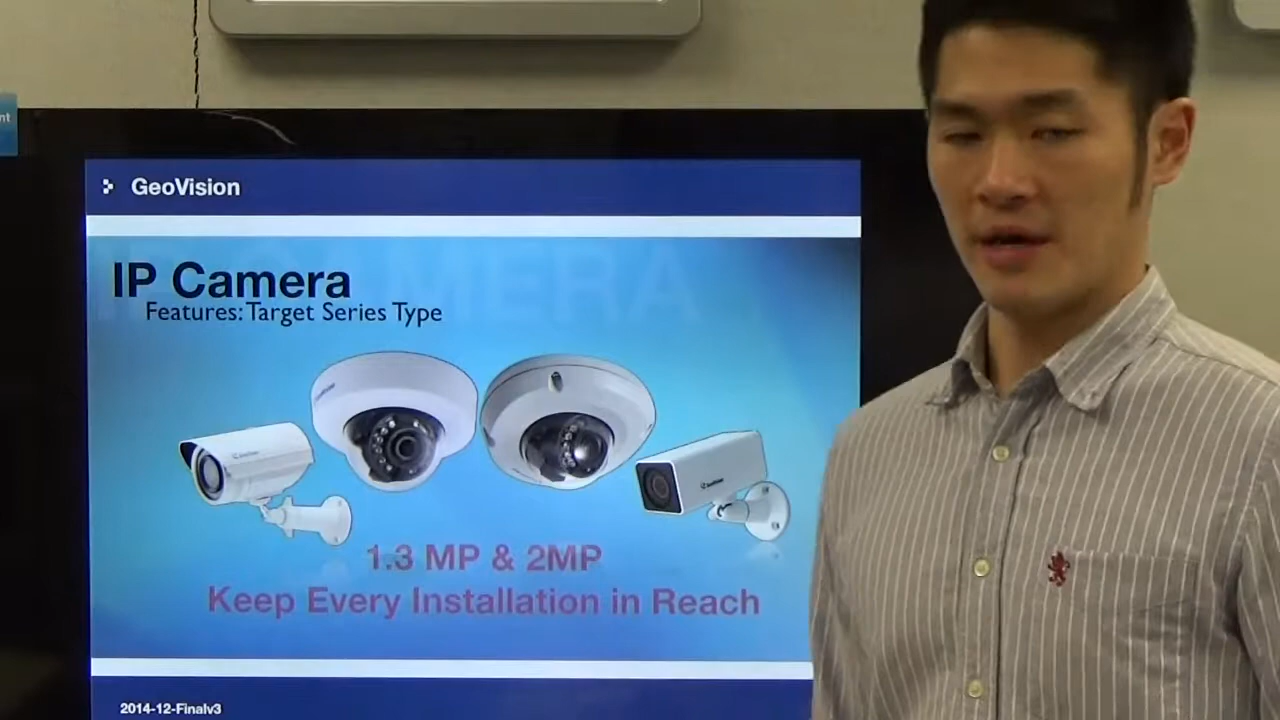 nt
GeoVision
IP Camera
Features: Target Series Type
1.3 MP & 2MP
Keep Every Installation in Reach
2014-12-Finalv3